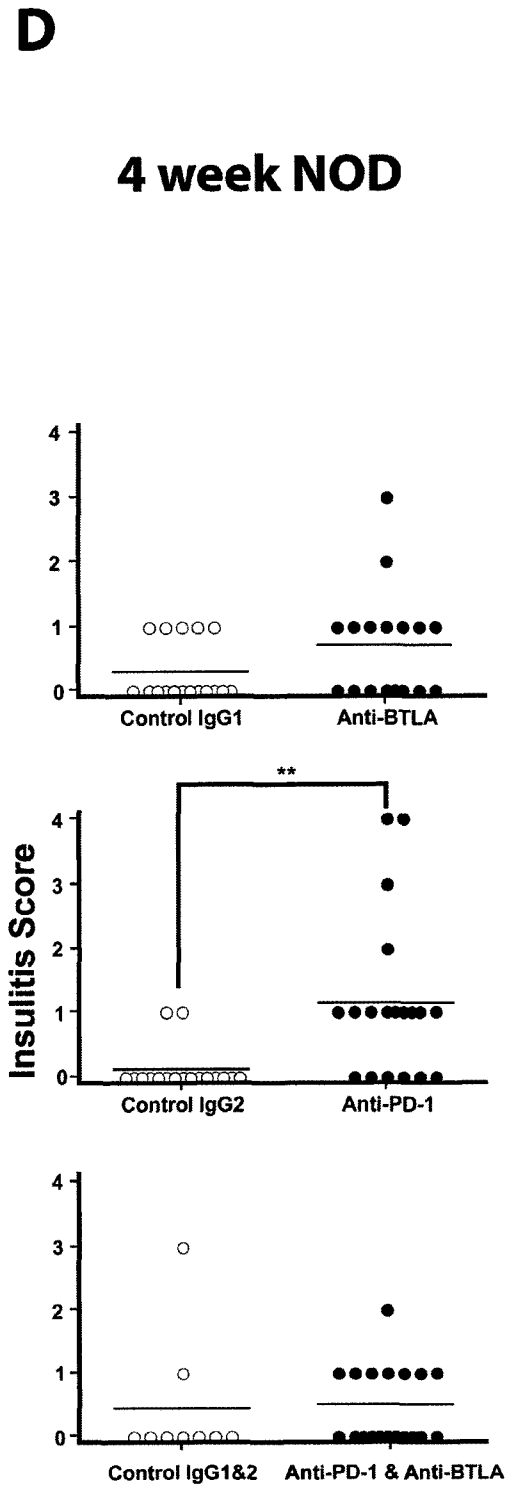 D
4 week NOD
4
3
2
1
0
Control IgG1 Anti-BTLA
**
Insulitis Score
4
3
2
1
0
Control IgG2 Anti-PD-1
4
3
2
1
0
Control IgG1&2 Anti-PD-1 & Anti-BTLA